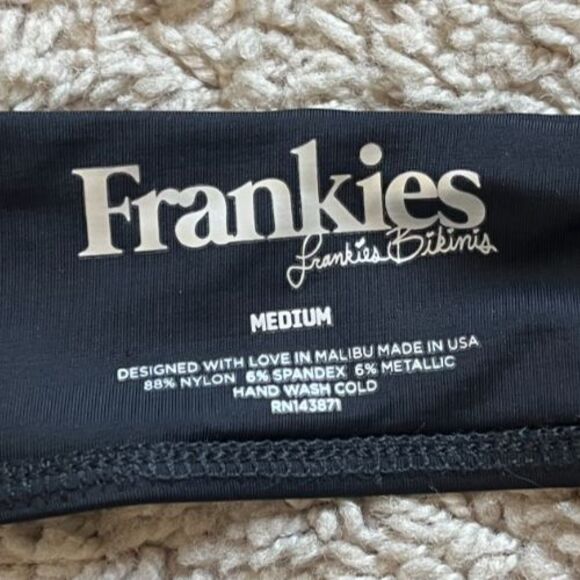 Frankies
Frankies Bikinis
MEDIUM
DESIGNED WITH LOVE IN MALIBU MADE IN USA
88% NYLON 6% SPANDEX 6% METALLIC
HAND WASH COLD
RN143871